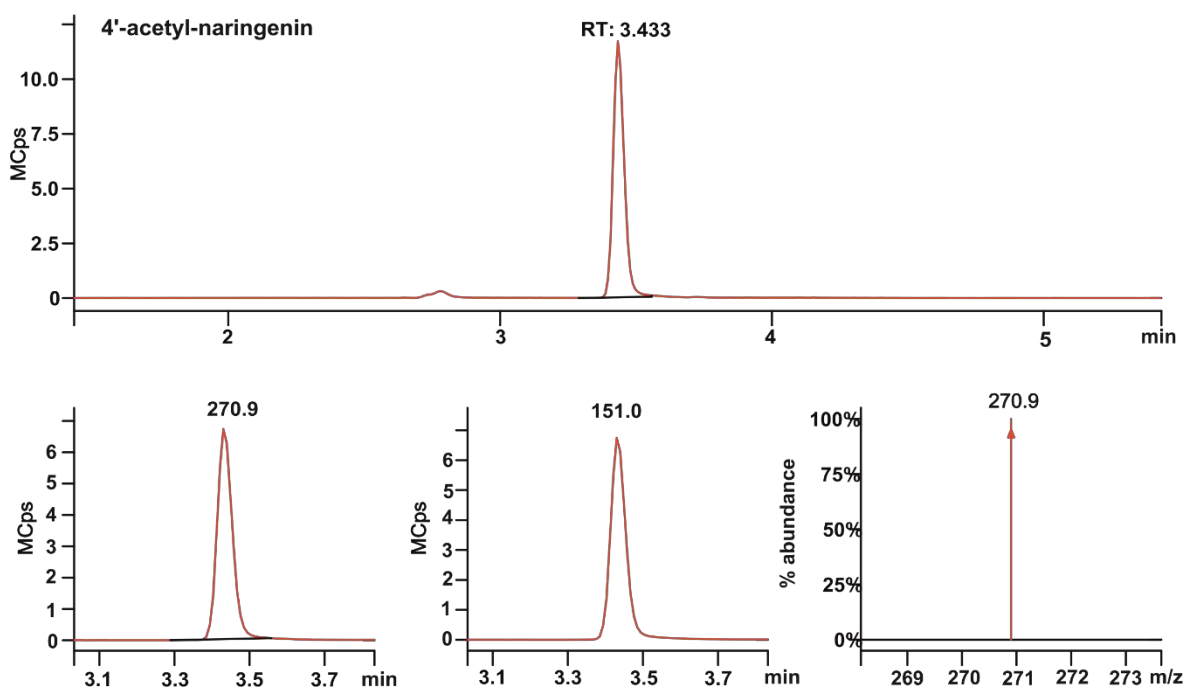 4'-acetyl-naringenin
RT: 3.433
MCps
10.0
7.5
5.0
2.5
0
2 3 4 5 min
270.9
MCps
6
5
4
3
2
1
0
3.1 3.3 3.5 3.7 min
151.0
MCps
6
5
4
3
2
1
0
3.1 3.3 3.5 3.7 min
270.9
% abundance
100%
75%
50%
25%
0%
269 270 271 272 273 m/z